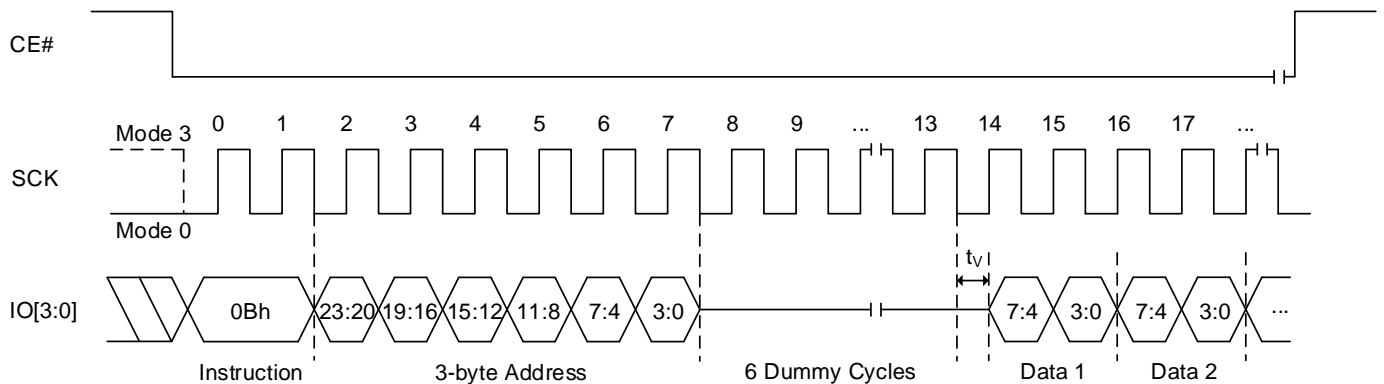 CE#
Mode 3 0 1 2 3 4 5 6 7 8 9 ... 13 14 15 16 17 ...
SCK
Mode 0
tV
IO[3:0] 0Bh 23:20 19:16 15:12 11:8 7:4 3:0 7:4 3:0 7:4 3:0 ...
Instruction 3-byte Address 6 Dummy Cycles Data 1 Data 2